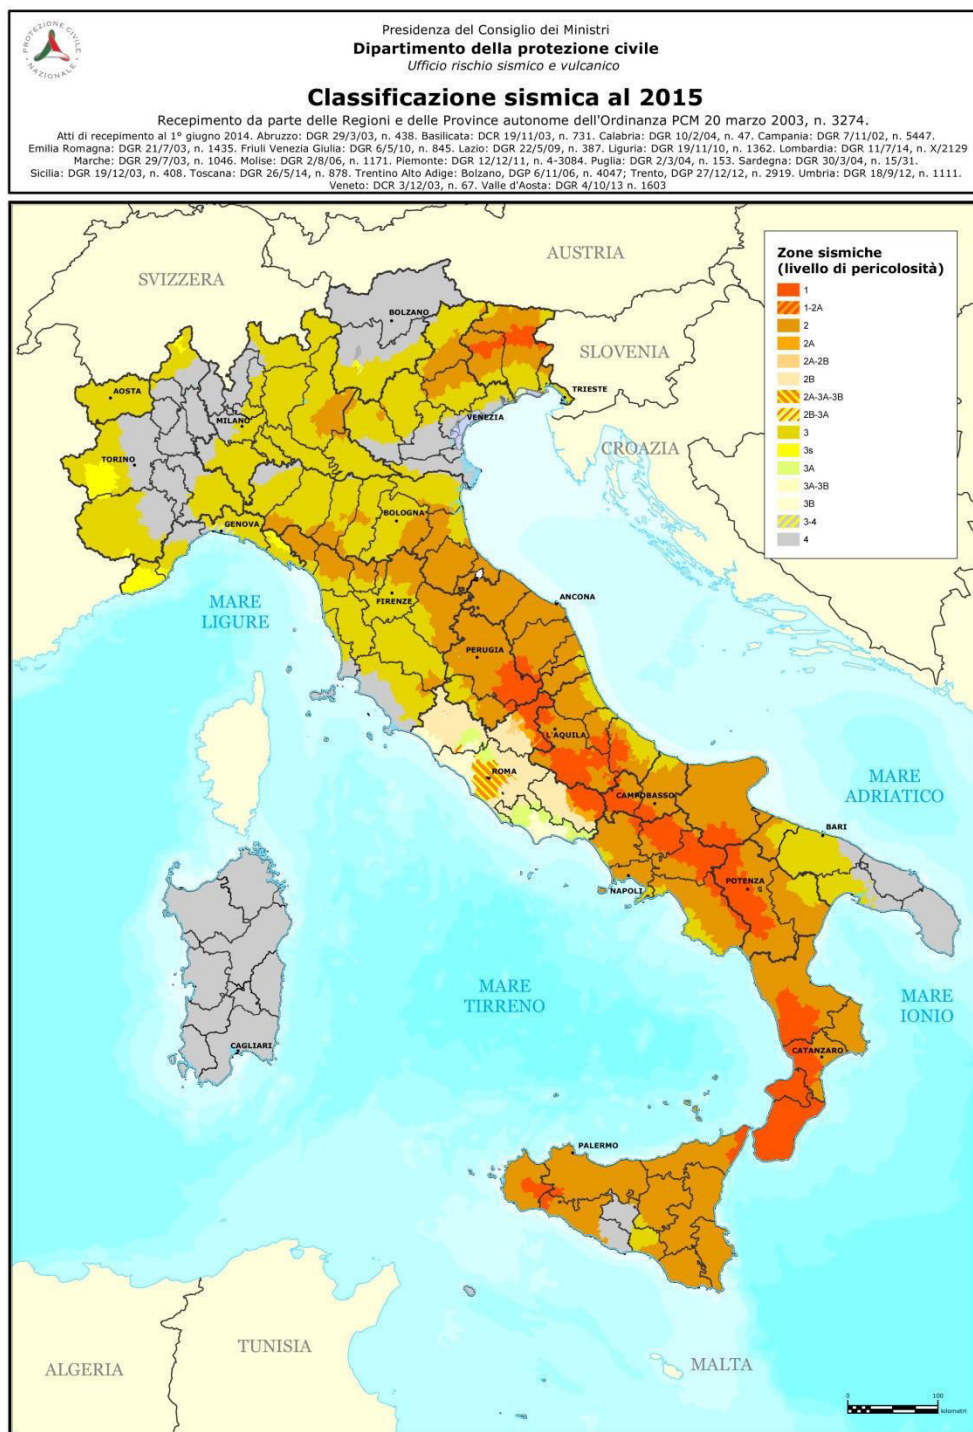 PROTEZIONE CIVILE
NAZIONALE
Presidenza del Consiglio dei Ministri
Dipartimento della protezione civile
Ufficio rischio sismico e vulcanico
Classificazione sismica al 2015
Recepimento da parte delle Regioni e delle Province autonome dell'Ordinanza PCM 20 marzo 2003, n. 3274.
Atti di recepimento al 1° giugno 2014. Abruzzo: DGR 29/3/03, n. 438. Basilicata: DCR 19/11/03, n. 731. Calabria: DGR 10/2/04, n. 47. Campania: DGR 7/11/02, n. 5447.
Emilia Romagna: DGR 21/7/03, n. 1435. Friuli Venezia Giulia: DGR 6/5/10, n. 845. Lazio: DGR 22/5/09, n. 387. Liguria: DGR 19/11/10, n. 1362. Lombardia: DGR 11/7/14, n. X/2129
Marche: DGR 29/7/03, n. 1046. Molise: DGR 2/8/06, n. 1171. Piemonte: DGR 12/12/11, n. 4-3084. Puglia: DGR 2/3/04, n. 153. Sardegna: DGR 30/3/04, n. 15/31.
Sicilia: DGR 19/12/03, n. 408. Toscana: DGR 26/5/14, n. 878. Trentino Alto Adige: Bolzano, DGP 6/11/06, n. 4047; Trento, DGP 27/12/12, n. 2919. Umbria: DGR 18/9/12, n. 1111.
Veneto: DCR 3/12/03, n. 67. Valle d'Aosta: DGR 4/10/13 n. 1603
AUSTRIA
SVIZZERA
Zone sismiche
(livello di pericolosità)
1
1-2A
2
2A
2A-2B
2B
2A-3A-3B
2B-3A
3
3s
3A
3A-3B
3B
3-4
4
BOLZANO
SLOVENIA
AOSTA
TRIESTE
MILANO
VENEZIA
CROAZIA
TORINO
BOLOGNA
GENOVA
FIRENZE
ANCONA
MARE
LIGURE
PERUGIA
L'AQUILA
ROMA
MARE
ADRIATICO
CAMPOBASSO
BARI
NAPOLI
POTENZA
MARE
TIRRENO
MARE
IONIO
CAGLIARI
CATANZARO
PALERMO
TUNISIA
ALGERIA
MALTA
0 100
kilometri